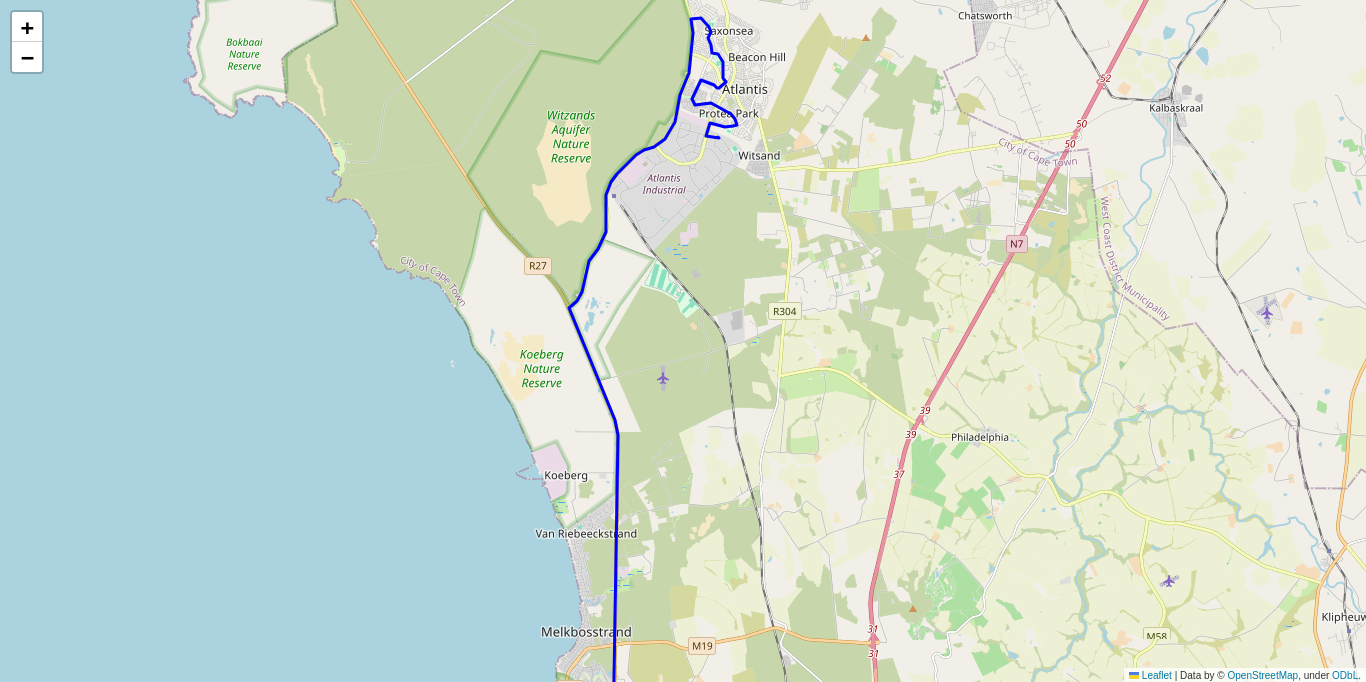 +
−
Bokbaai
Nature
Reserve
Saxonsea
Chatsworth
Beacon Hill
Atlantis
52
Kalbaskraal
Witzands
Aquifer
Nature
Reserve
Protea Park
50
50
City of Cape Town
Witsand
Atlantis
Industrial
West Coast District Municipality
N7
City of Cape Town
R27
R304
Koeberg
Nature
Reserve
39
39
Philadelphia
37
Koeberg
Van Riebeeckstrand
Melkbosstrand
M19
31
31
M58
Klipheuw
Leaflet | Data by © OpenStreetMap, under ODbL.